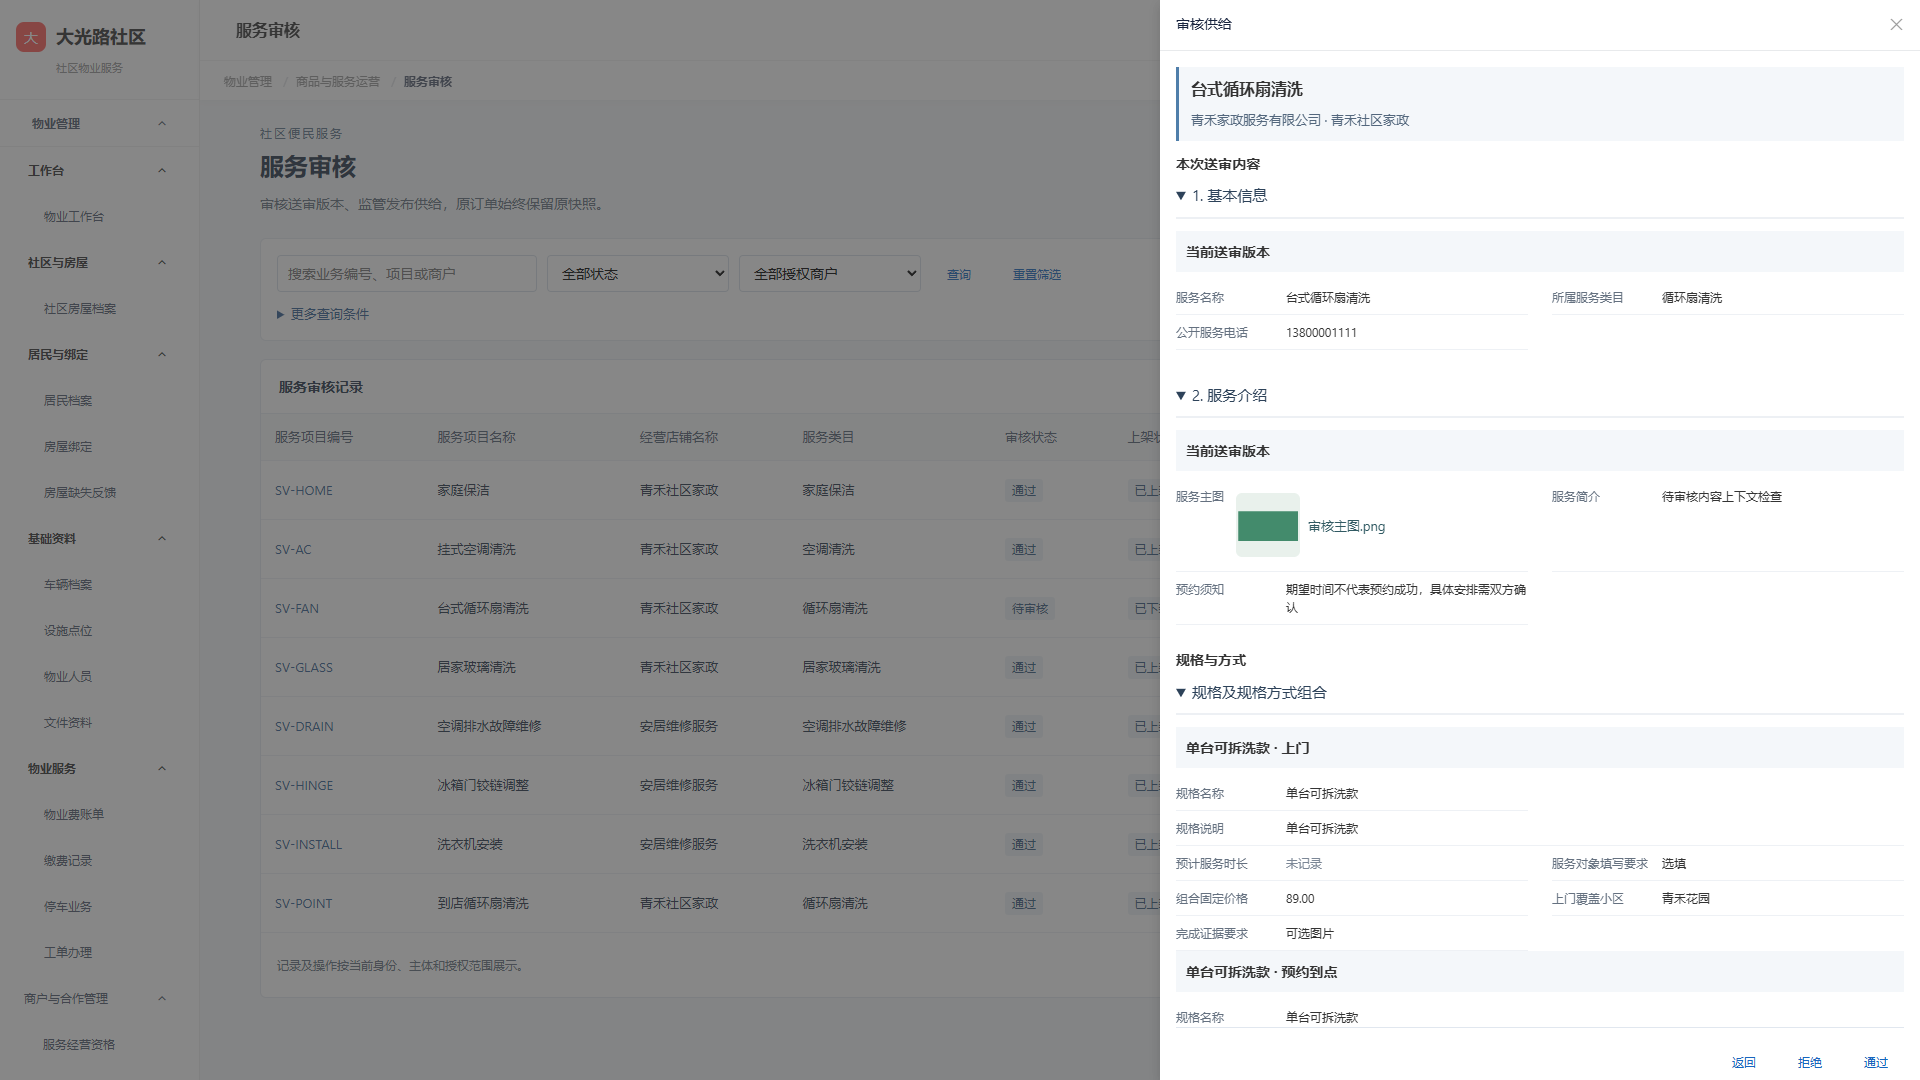 大
大光路社区
社区物业服务
物业管理
工作台
物业工作台
社区与房屋
社区房屋档案
居民与绑定
居民档案
房屋绑定
房屋缺失反馈
基础资料
车辆档案
设施点位
物业人员
文件资料
物业服务
物业费账单
缴费记录
停车业务
工单办理
商户与合作管理
服务经营资格
服务审核
物业管理 / 商品与服务运营 / 服务审核
社区便民服务
服务审核
审核送审版本、监管发布供给，原订单始终保留原快照。
搜索业务编号、项目或商户 全部状态 全部授权商户 查询 重置筛选
更多查询条件
服务审核记录
服务项目编号 服务项目名称 经营店铺名称 服务类目 审核状态
SV-HOME 家庭保洁 青禾社区家政 家庭保洁 通过 已上
SV-AC 挂式空调清洗 青禾社区家政 空调清洗 通过 已上
SV-FAN 台式循环扇清洗 青禾社区家政 循环扇清洗 待审核 已下
SV-GLASS 居家玻璃清洗 青禾社区家政 居家玻璃清洗 通过 已上
SV-DRAIN 空调排水故障维修 安居维修服务 空调排水故障维修 通过 已上
SV-HINGE 冰箱门铰链调整 安居维修服务 冰箱门铰链调整 通过 已上
SV-INSTALL 洗衣机安装 安居维修服务 洗衣机安装 通过 已上
SV-POINT 到店循环扇清洗 青禾社区家政 循环扇清洗 通过 已上
记录及操作按当前身份、主体和授权范围展示。
审核供给
台式循环扇清洗
青禾家政服务有限公司 · 青禾社区家政
本次送审内容
1. 基本信息
当前送审版本
服务名称 台式循环扇清洗 所属服务类目 循环扇清洗
公开服务电话 13800001111
2. 服务介绍
当前送审版本
服务主图 审核主图.png 服务简介 待审核内容上下文检查
预约须知 期望时间不代表预约成功，具体安排需双方确
认
规格与方式
规格及规格方式组合
单台可拆洗款 · 上门
规格名称 单台可拆洗款
规格说明 单台可拆洗款
预计服务时长 未记录 服务对象填写要求 选填
组合固定价格 89.00 上门覆盖小区 青禾花园
完成证据要求 可选图片
单台可拆洗款 · 预约到点
规格名称 单台可拆洗款
返回 拒绝 通过